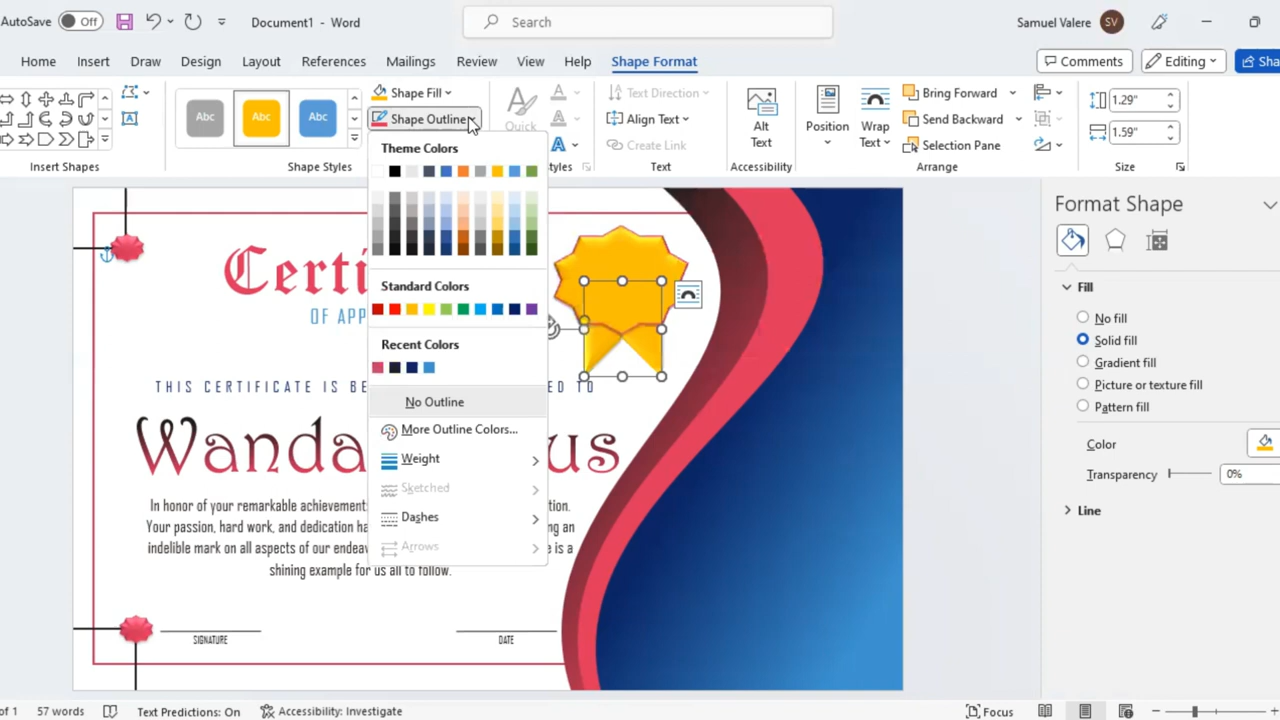 AutoSave Off Document1 - Word Search Samuel Valere SV
Home Insert Draw Design Layout References Mailings Review View Help Shape Format Comments Editing Sha
Abc Abc Abc
Shape Fill
Shape Outline
Quick
Text Direction
Align Text
Create Link
Alt
Text
Position
Wrap
Text
Bring Forward
Send Backward
Selection Pane
1.29"
1.59"
Insert Shapes Shape Styles Styles Text Accessibility Arrange Size
Theme Colors
Standard Colors
Recent Colors
No Outline
More Outline Colors...
Weight
Sketched
Dashes
Arrows
Certi
OF APP
THIS CERTIFICATE IS BE ED TO
Wanda us
In honor of your remarkable achievement tion.
Your passion, hard work, and dedication ha ng an
indelible mark on all aspects of our endeav e is a
shining example for us all to follow.
SIGNATURE DATE
Format Shape
Fill
No fill
Solid fill
Gradient fill
Picture or texture fill
Pattern fill
Color
Transparency 0%
Line
of 1 57 words Text Predictions: On Accessibility: Investigate Focus